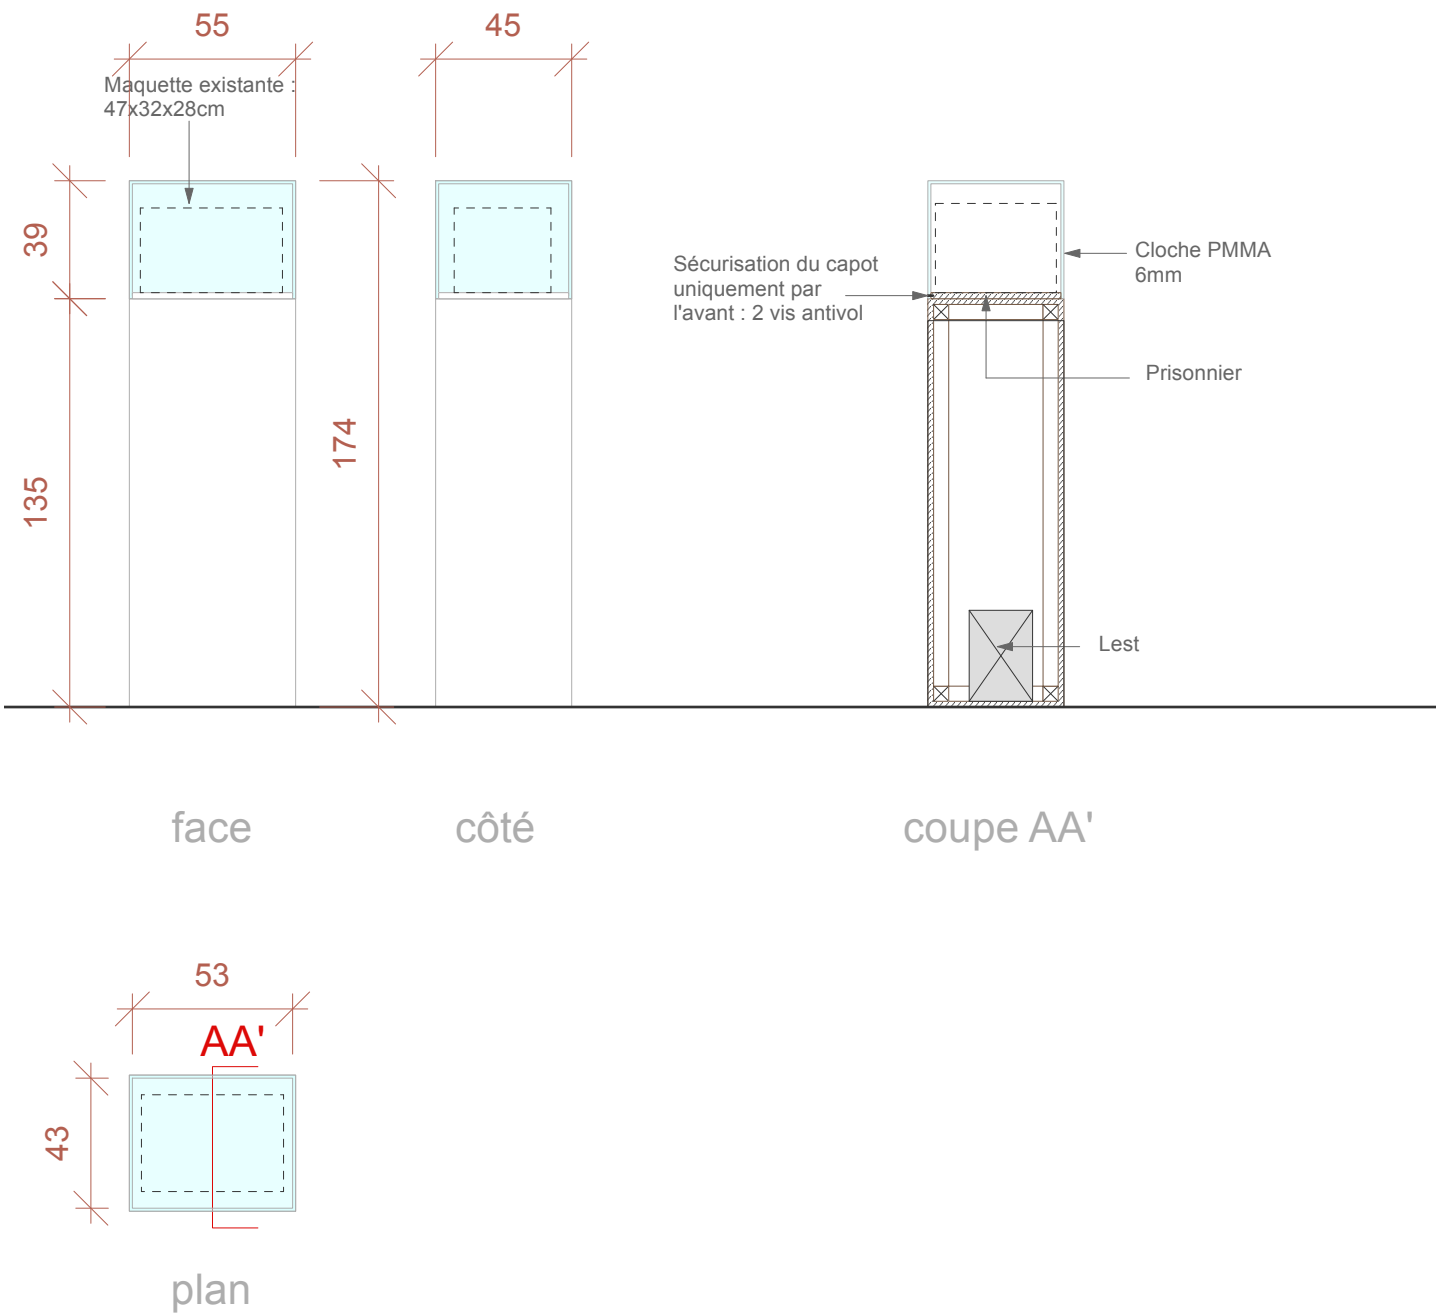 55
45
Maquette existante :
47x32x28cm
39
135
174
Sécurisation du capot
uniquement par
l'avant : 2 vis antivol
Cloche PMMA
6mm
Prisonnier
Lest
face
côté
coupe AA'
53
AA'
43
plan